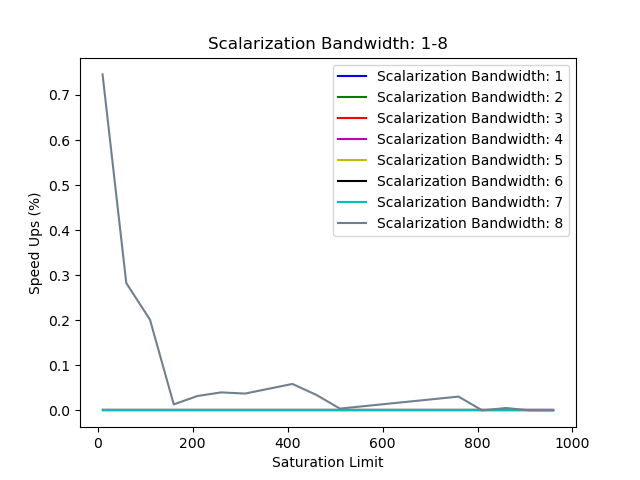 Scalarization Bandwidth: 1-8
Scalarization Bandwidth: 1
Scalarization Bandwidth: 2
Scalarization Bandwidth: 3
Scalarization Bandwidth: 4
Scalarization Bandwidth: 5
Scalarization Bandwidth: 6
Scalarization Bandwidth: 7
Scalarization Bandwidth: 8
Speed Ups (%)
0.7
0.6
0.5
0.4
0.3
0.2
0.1
0.0
0 200 400 600 800 1000
Saturation Limit